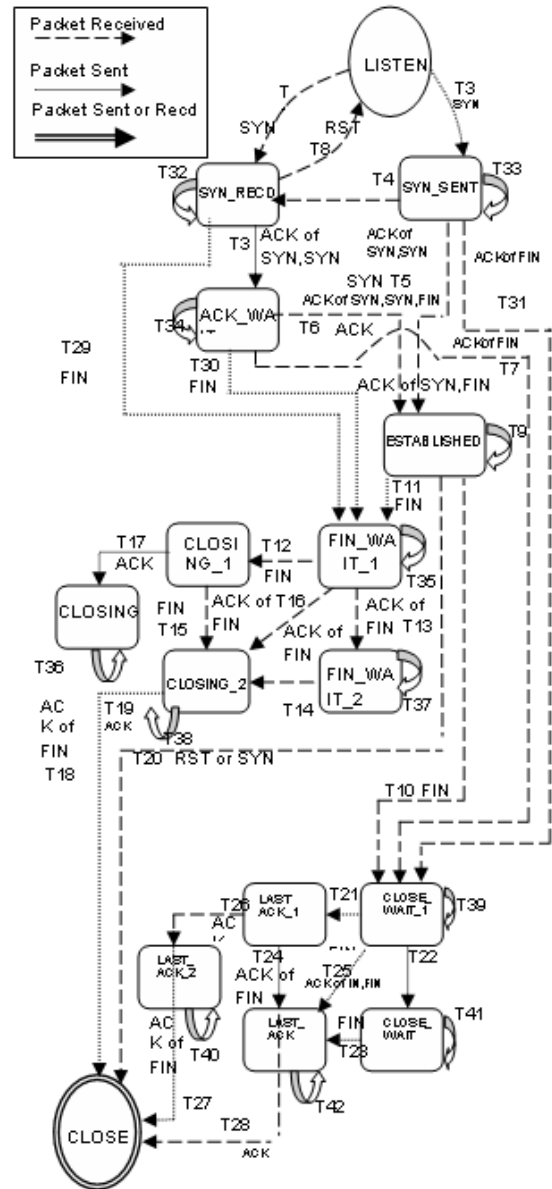 Packet Received
Packet Sent
Packet Sent or Recd
LISTEN
T
SYN
RST
T8
T3
SYN
T32
SYN_RECD
T4
SYN_SENT
T33
T3
ACK of
SYN,SYN
ACK of
SYN,SYN
ACK of FIN
T34
ACK_WA
IT
SYN T5
ACK of SYN,SYN,FIN
T6
ACK
T31
ACK of FIN
T7
T29
FIN
T30
FIN
ACK of SYN,FIN
ESTABLISHED
T9
T11
FIN
T17
ACK
CLOSI
NG_1
T12
FIN
FIN_WA
IT_1
T35
CLOSING
FIN
T15
ACK of T16
FIN
ACK of
FIN
ACK of
FIN T13
T36
CLOSING_2
T14
FIN_WA
IT_2
T37
AC
K of
FIN
T18
T19
ACK
T38
T20 RST or SYN
T10 FIN
T26
AC
K
LAST_
ACK_1
T21
FIN
CLOSE_
WAIT_1
T39
LAST_
ACK_2
T24
ACK of
FIN
T25
ACK of FIN,FIN
T22
AC
K of
FIN
T40
LAST_
ACK
FIN
T23
CLOSE_
WAIT
T41
T27
T42
T28
ACK
CLOSE